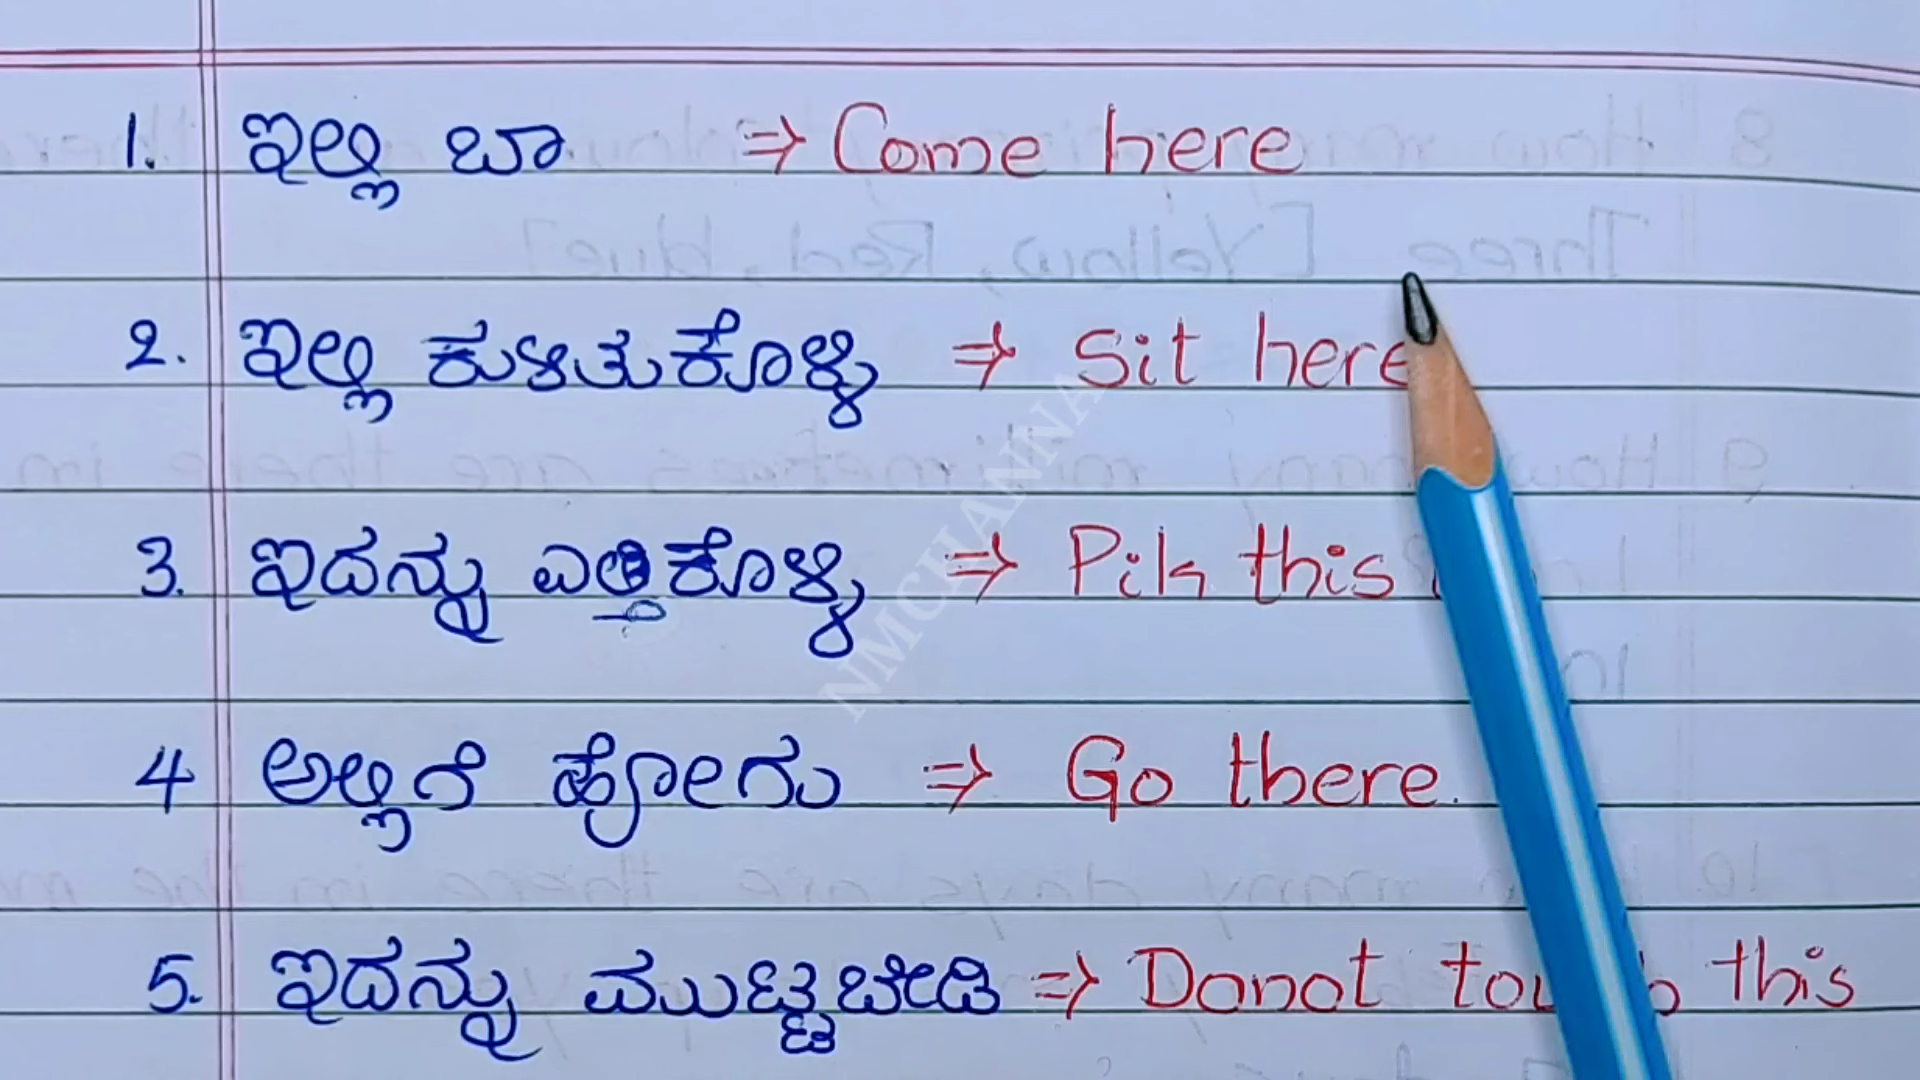 1. ಇಲ್ಲಿ ಬಾ ⇒ Come here
2. ಇಲ್ಲಿ ಕುಳಿತುಕೊಳ್ಳಿ ⇒ Sit here
3. ಇದನ್ನು ಎತ್ತಿಕೊಳ್ಳಿ ⇒ Pik this
4 ಅಲ್ಲಿಗೆ ಹೋಗು ⇒ Go there.
5. ಇದನ್ನು ಮುಟ್ಟಬೇಡಿ ⇒ Donot this
NMCHANNA